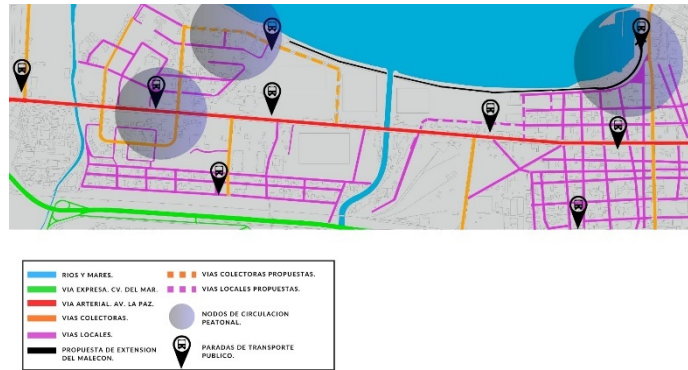 RIOS Y MARES.
VIA EXPRESA. CV. DEL MAR.
VIA ARTERIAL. AV. LA PAZ.
VIAS COLECTORAS.
VIAS LOCALES.
PROPUESTA DE EXTENSION
DEL MALECON.
VIAS COLECTORAS PROPUESTAS.
VIAS LOCALES PROPUESTAS.
NODOS DE CIRCULACION
PEATONAL.
PARADAS DE TRANSPORTE
PUBLICO.